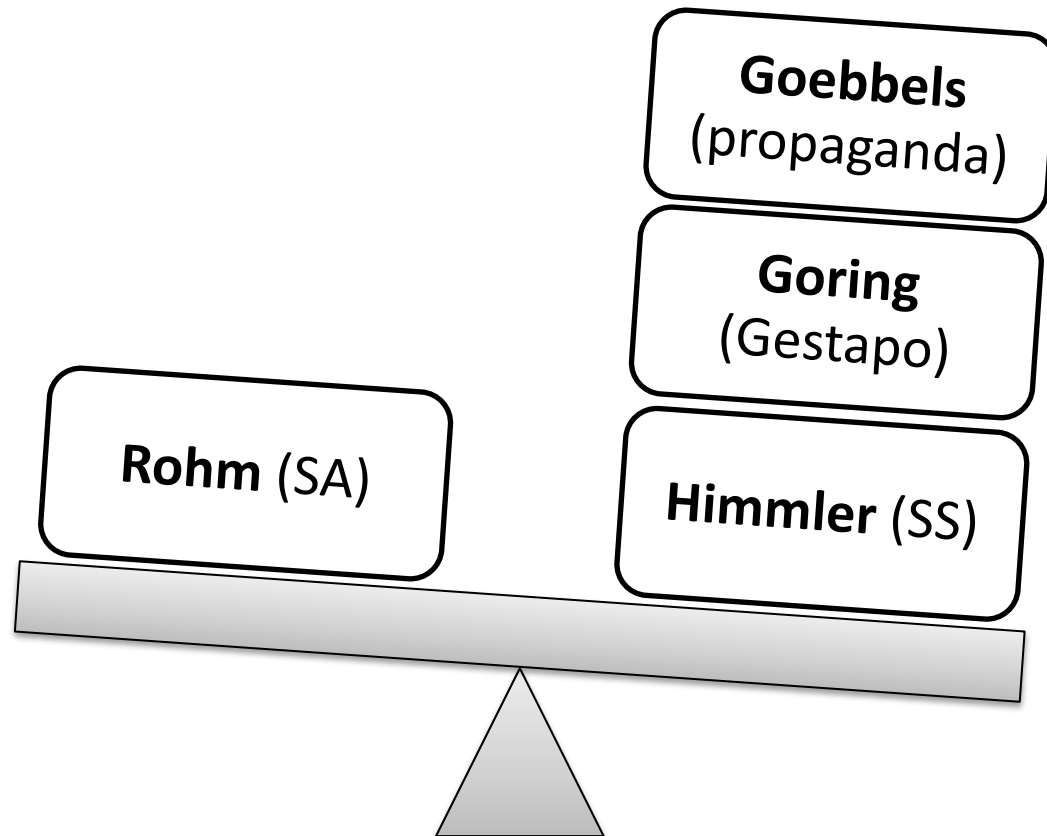 Goebbels
(propaganda)
Goring
(Gestapo)
Rohm (SA)
Himmler (SS)